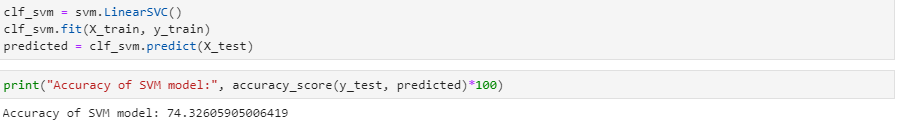 clf_svm = svm.LinearSVC()
clf_svm.fit(X_train, y_train)
predicted = clf_svm.predict(X_test)
print("Accuracy of SVM model:", accuracy_score(y_test, predicted)*100)
Accuracy of SVM model: 74.32605905006419